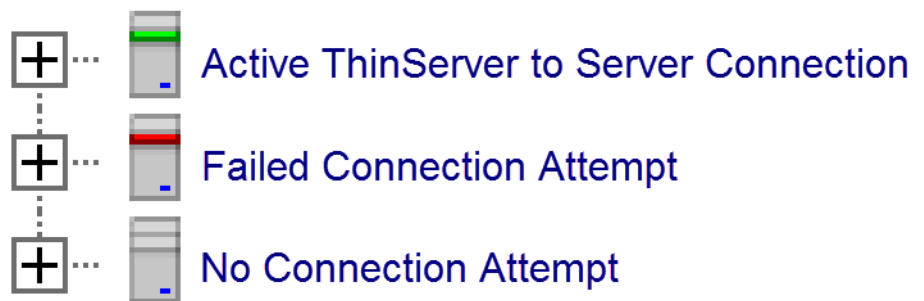 Active ThinServer to Server Connection
Failed Connection Attempt
No Connection Attempt